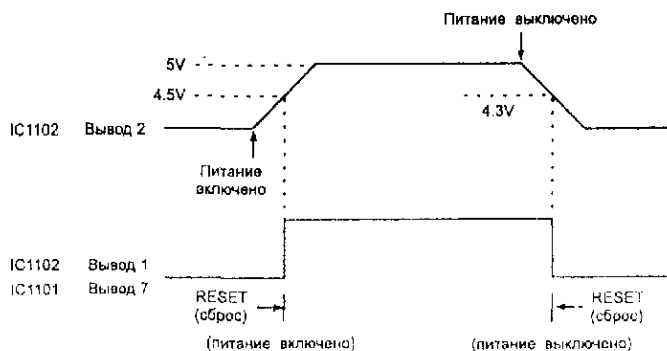 Питание выключено
5V
4.5V
4.3V
IC1102 Вывод 2
Питание
включено
IC1102 Вывод 1
IC1101 Вывод 7
RESET
(сброс)
RESET
(сброс)
(питание включено)
(питание выключено)